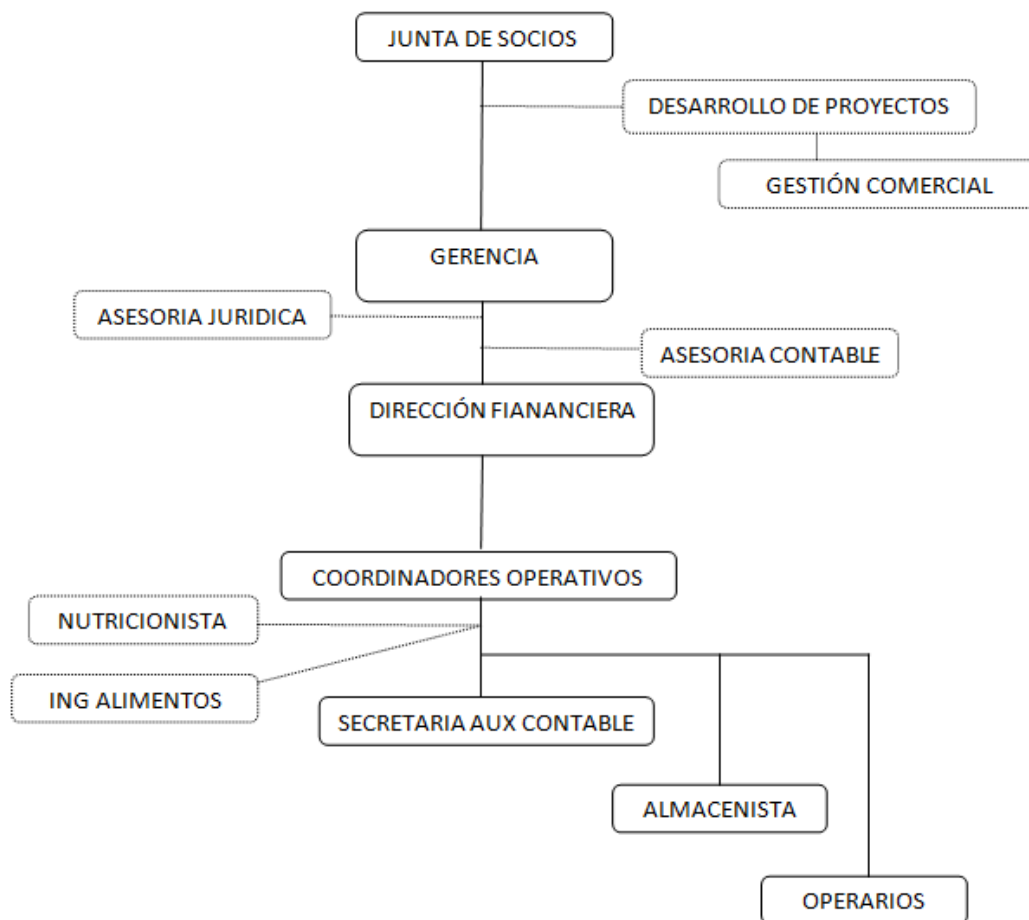 JUNTA DE SOCIOS
DESARROLLO DE PROYECTOS
GESTIÓN COMERCIAL
GERENCIA
ASESORIA JURIDICA
ASESORIA CONTABLE
DIRECCIÓN FIANANCIERA
COORDINADORES OPERATIVOS
NUTRICIONISTA
ING ALIMENTOS
SECRETARIA AUX CONTABLE
ALMACENISTA
OPERARIOS